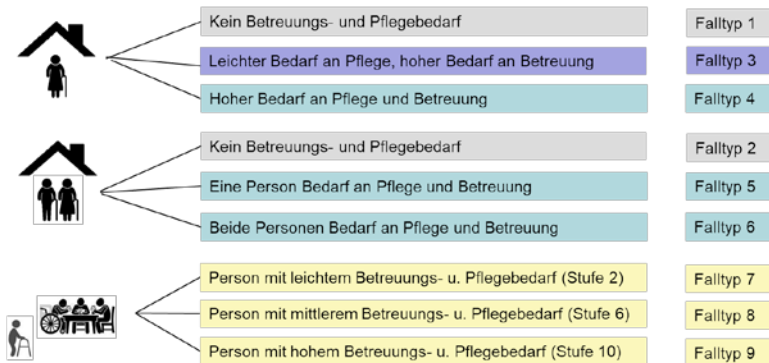 Kein Betreuungs- und Pflegebedarf Falltyp 1
Leichter Bedarf an Pflege, hoher Bedarf an Betreuung Falltyp 3
Hoher Bedarf an Pflege und Betreuung Falltyp 4
Kein Betreuungs- und Pflegebedarf Falltyp 2
Eine Person Bedarf an Pflege und Betreuung Falltyp 5
Beide Personen Bedarf an Pflege und Betreuung Falltyp 6
Person mit leichtem Betreuungs- u. Pflegebedarf (Stufe 2) Falltyp 7
Person mit mittlerem Betreuungs- u. Pflegebedarf (Stufe 6) Falltyp 8
Person mit hohem Betreuungs- u. Pflegebedarf (Stufe 10) Falltyp 9